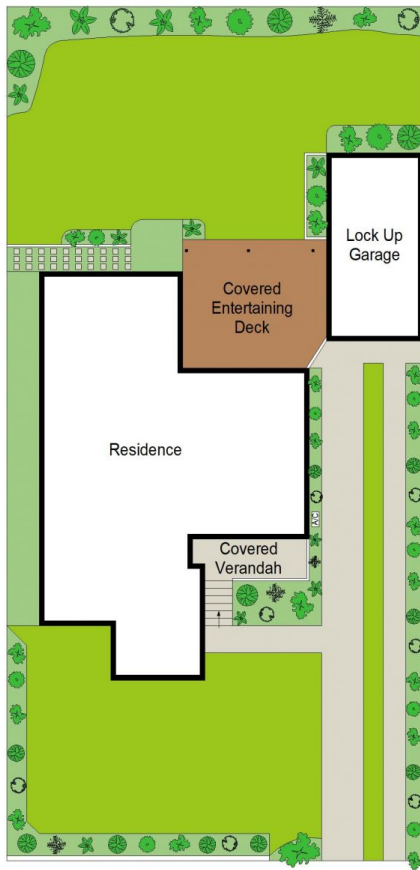 Lock Up
Garage
Covered
Entertaining
Deck
Residence
A/C
Covered
Verandah